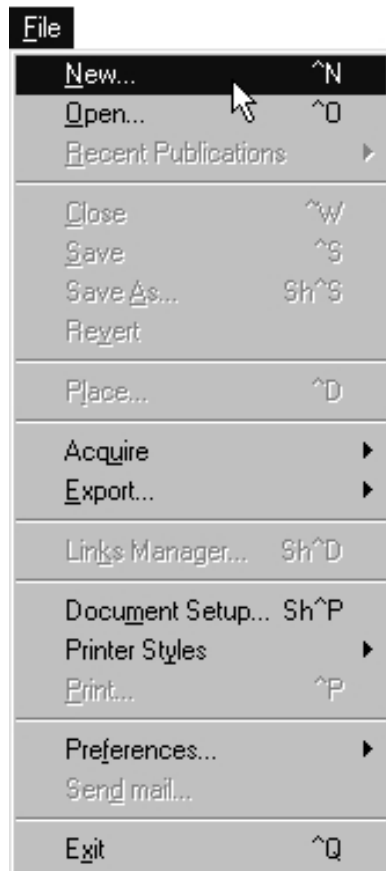 File
New... ^N
Open... ^O
Recent Publications
Close ^W
Save ^S
Save As... Sh^S
Revert
Place... ^D
Acquire
Export...
Links Manager... Sh^D
Document Setup... Sh^P
Printer Styles
Print... ^P
Preferences...
Send mail...
Exit ^Q